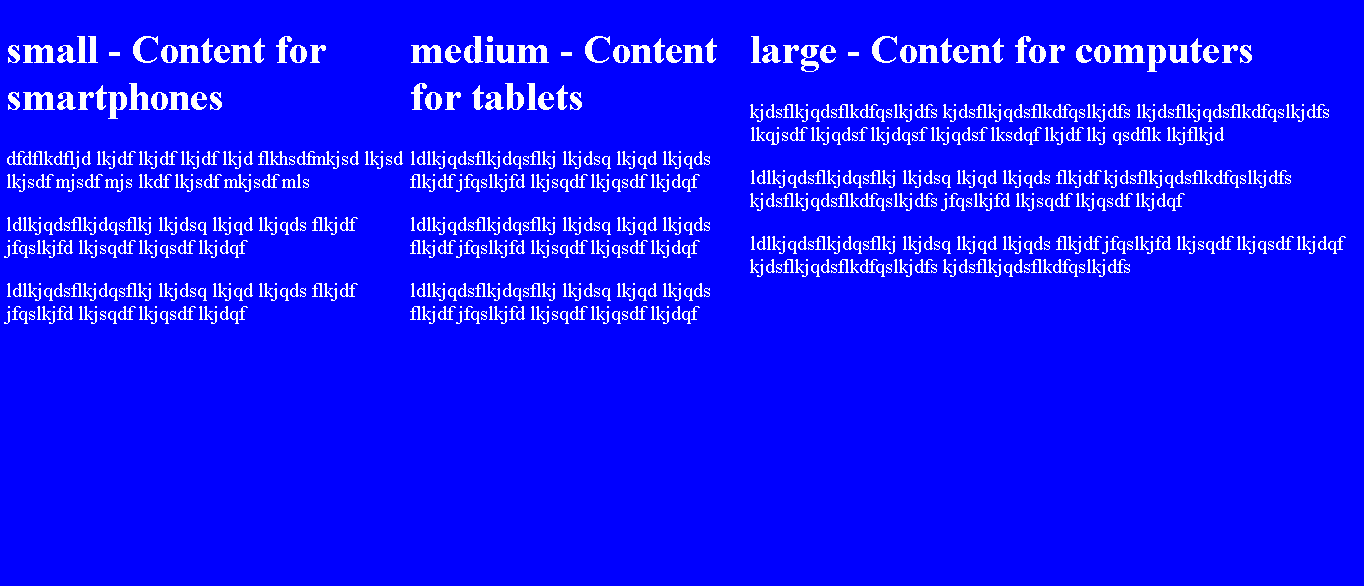 small - Content for
smartphones
dfdflkdfljd lkjdf lkjdf lkjdf lkjd flkhsdfmkjsd lkjsd
lkjsdf mjsdf mjs lkdf lkjsdf mkjsdf mls
ldlkjqdsflkjdqsflkj lkjdsq lkjqd lkjqds flkjdf
jfqslkjfd lkjsqdf lkjqsdf lkjdqf
ldlkjqdsflkjdqsflkj lkjdsq lkjqd lkjqds flkjdf
jfqslkjfd lkjsqdf lkjqsdf lkjdqf
medium - Content
for tablets
ldlkjqdsflkjdqsflkj lkjdsq lkjqd lkjqds
flkjdf jfqslkjfd lkjsqdf lkjqsdf lkjdqf
ldlkjqdsflkjdqsflkj lkjdsq lkjqd lkjqds
flkjdf jfqslkjfd lkjsqdf lkjqsdf lkjdqf
ldlkjqdsflkjdqsflkj lkjdsq lkjqd lkjqds
flkjdf jfqslkjfd lkjsqdf lkjqsdf lkjdqf
large - Content for computers
kjdsflkjqdsflkdfqslkjdfs kjdsflkjqdsflkdfqslkjdfs lkjdsflkjqdsflkdfqslkjdfs
lkqjsdf lkjqdsf lkjdqsf lkjqdsf lksdqf lkjdf lkj qsdflk lkjflkjd
ldlkjqdsflkjdqsflkj lkjdsq lkjqd lkjqds flkjdf kjdsflkjqdsflkdfqslkjdfs
kjdsflkjqdsflkdfqslkjdfs jfqslkjfd lkjsqdf lkjqsdf lkjdqf
ldlkjqdsflkjdqsflkj lkjdsq lkjqd lkjqds flkjdf jfqslkjfd lkjsqdf lkjqsdf lkjdqf
kjdsflkjqdsflkdfqslkjdfs kjdsflkjqdsflkdfqslkjdfs